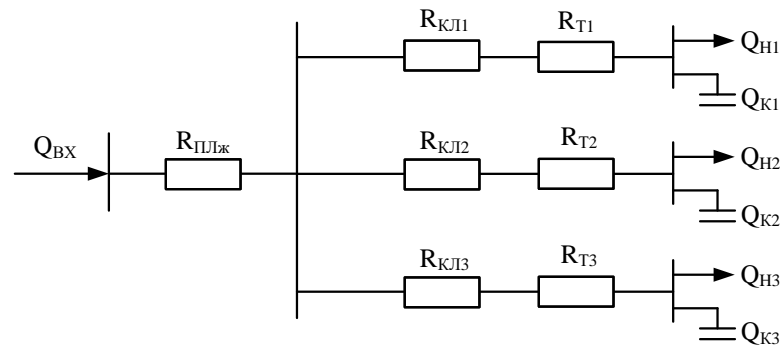 R_КЛ1 R_Т1 Q_Н1
Q_К1
Q_ВХ R_ПЛж R_КЛ2 R_Т2 Q_Н2
Q_К2
R_КЛ3 R_Т3 Q_Н3
Q_К3